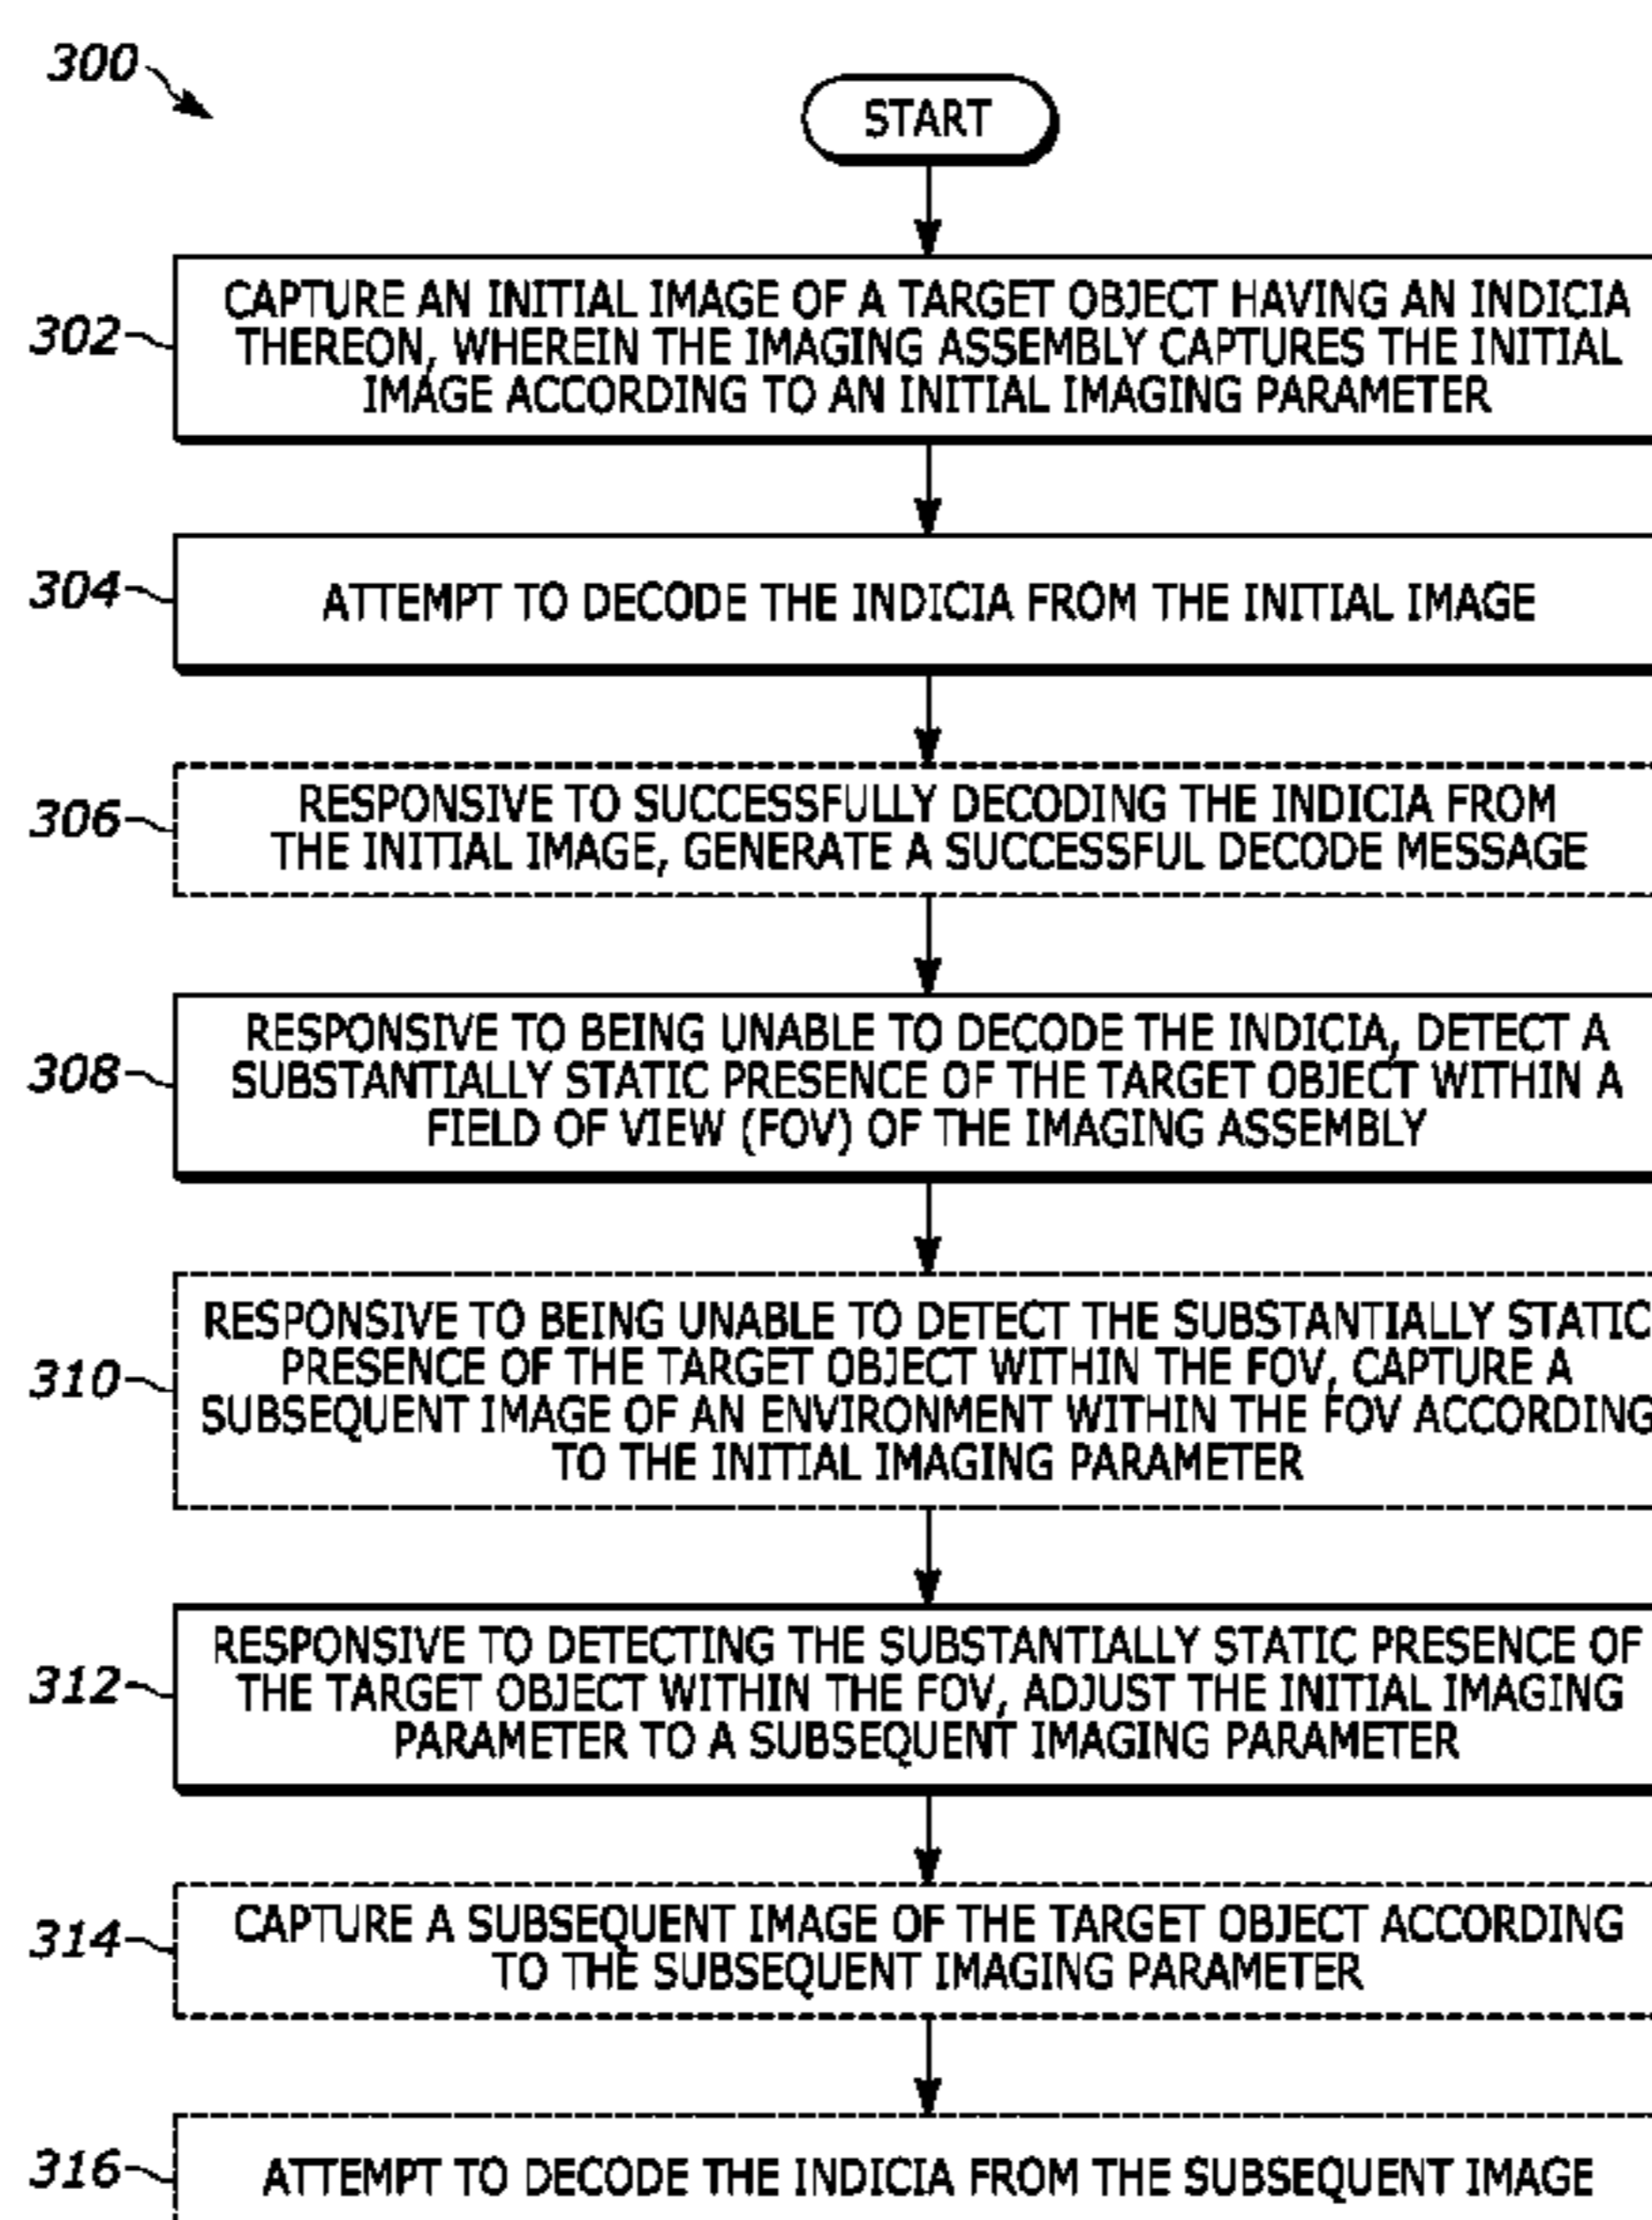 300
START
302
CAPTURE AN INITIAL IMAGE OF A TARGET OBJECT HAVING AN INDICIA
THEREON, WHEREIN THE IMAGING ASSEMBLY CAPTURES THE INITIAL
IMAGE ACCORDING TO AN INITIAL IMAGING PARAMETER
304
ATTEMPT TO DECODE THE INDICIA FROM THE INITIAL IMAGE
306
RESPONSIVE TO SUCCESSFULLY DECODING THE INDICIA FROM
THE INITIAL IMAGE, GENERATE A SUCCESSFUL DECODE MESSAGE
308
RESPONSIVE TO BEING UNABLE TO DECODE THE INDICIA, DETECT A
SUBSTANTIALLY STATIC PRESENCE OF THE TARGET OBJECT WITHIN A
FIELD OF VIEW (FOV) OF THE IMAGING ASSEMBLY
310
RESPONSIVE TO BEING UNABLE TO DETECT THE SUBSTANTIALLY STATIC
PRESENCE OF THE TARGET OBJECT WITHIN THE FOV, CAPTURE A
SUBSEQUENT IMAGE OF AN ENVIRONMENT WITHIN THE FOV ACCORDING
TO THE INITIAL IMAGING PARAMETER
312
RESPONSIVE TO DETECTING THE SUBSTANTIALLY STATIC PRESENCE OF
THE TARGET OBJECT WITHIN THE FOV, ADJUST THE INITIAL IMAGING
PARAMETER TO A SUBSEQUENT IMAGING PARAMETER
314
CAPTURE A SUBSEQUENT IMAGE OF THE TARGET OBJECT ACCORDING
TO THE SUBSEQUENT IMAGING PARAMETER
316
ATTEMPT TO DECODE THE INDICIA FROM THE SUBSEQUENT IMAGE